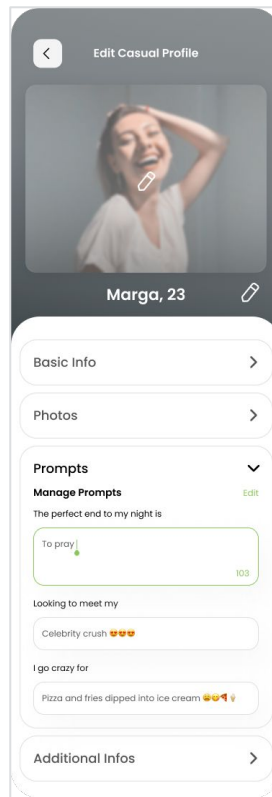 Edit Casual Profile
Marga, 23
Basic Info
Photos
Prompts
Manage Prompts Edit
The perfect end to my night is
To pray
103
Looking to meet my
Celebrity crush 😍😍😍
I go crazy for
Pizza and fries dipped into ice cream 😄😋🍕🍦
Additional Infos